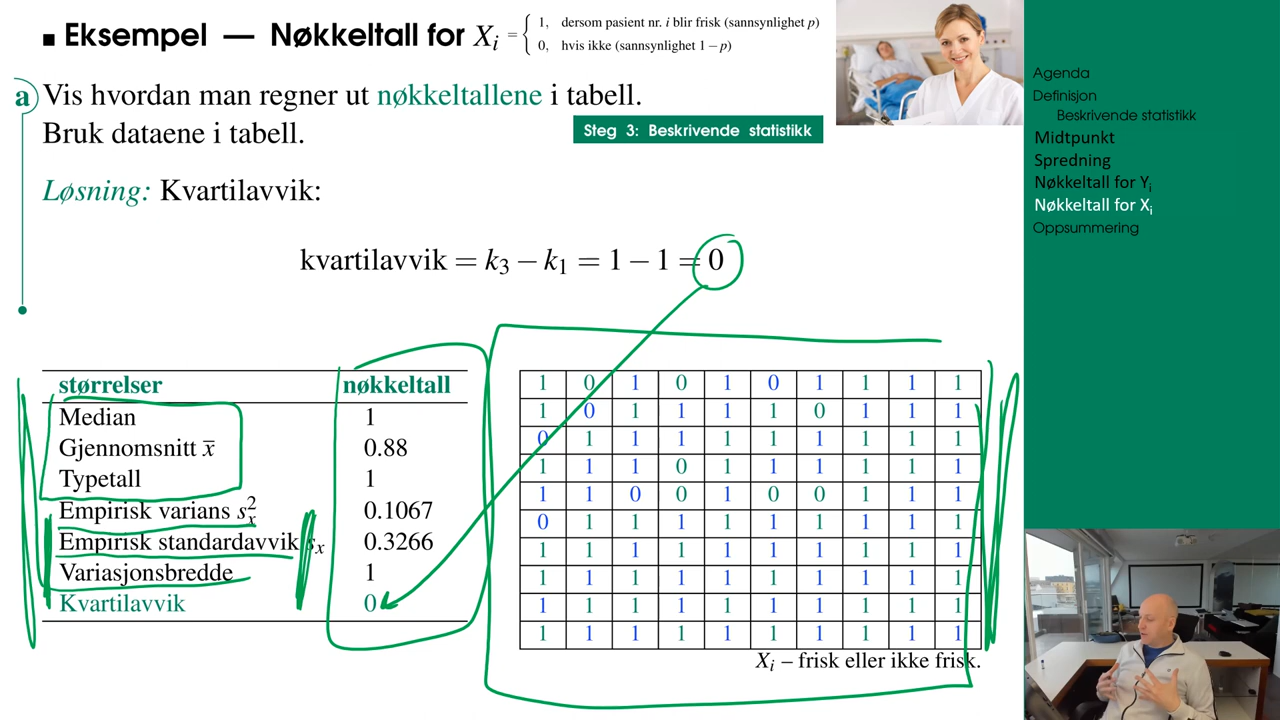 ■ Eksempel — Nøkkeltall for Xᵢ = { 1, dersom pasient nr. i blir frisk (sannsynlighet p)
0, hvis ikke (sannsynlighet 1 − p)
a Vis hvordan man regner ut nøkkeltallene i tabell.
Bruk dataene i tabell.
Steg 3: Beskrivende statistikk
Løsning: Kvartilavvik:
kvartilavvik = k₃ − k₁ = 1 − 1 = 0
størrelser nøkkeltall
Median 1
Gjennomsnitt x̅ 0.88
Typetall 1
Empirisk varians s²ₓ 0.1067
Empirisk standardavvik sₓ 0.3266
Variasjonsbredde 1
Kvartilavvik 0
1 0 1 0 1 0 1 1 1 1
1 0 1 1 1 1 0 1 1 1
0 1 1 1 1 1 1 1 1 1
1 1 1 0 1 1 1 1 1 1
1 1 0 0 1 0 0 1 1 1
0 1 1 1 1 1 1 1 1 1
1 1 1 1 1 1 1 1 1 1
1 1 1 1 1 1 1 1 1 1
1 1 1 1 1 1 1 1 1 1
1 1 1 1 1 1 1 1 1 1
Xᵢ – frisk eller ikke frisk.
Agenda
Definisjon
Beskrivende statistikk
Midtpunkt
Spredning
Nøkkeltall for Yᵢ
Nøkkeltall for Xᵢ
Oppsummering